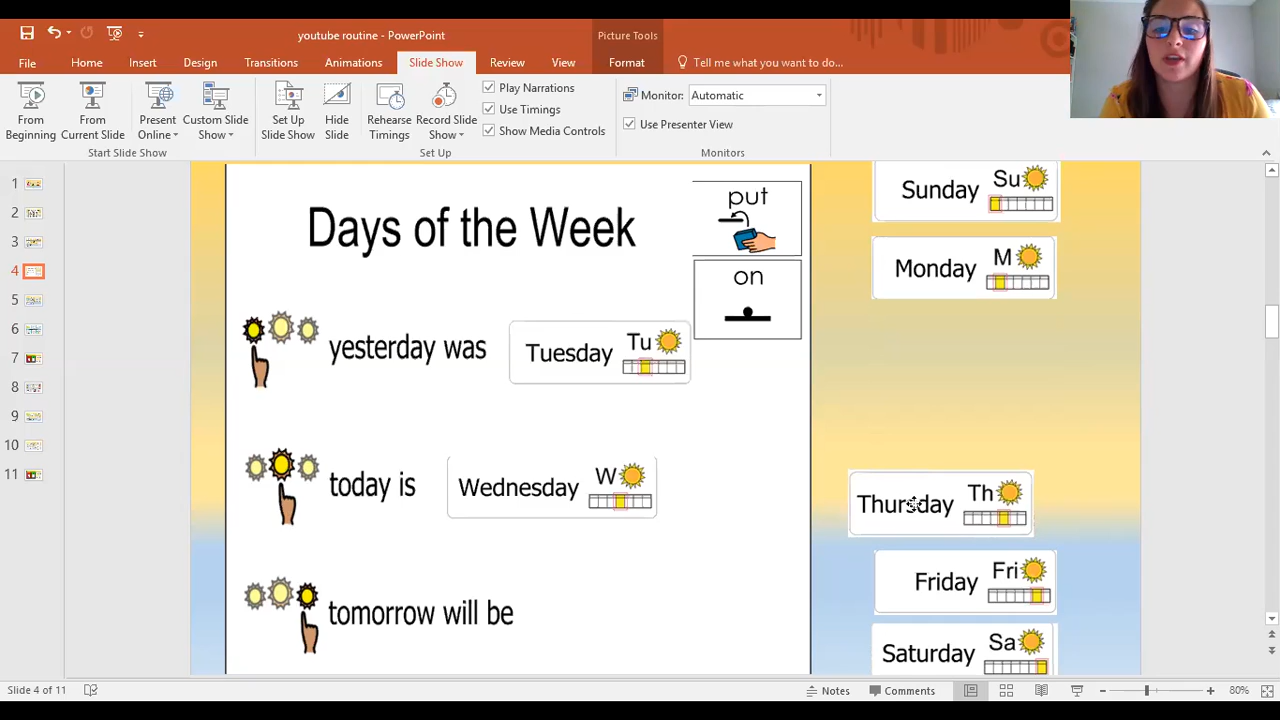 youtube routine - PowerPoint
Picture Tools
File Home Insert Design Transitions Animations Slide Show Review View Format Tell me what you want to do...
From Beginning
From Current Slide
Present Online
Custom Slide Show
Start Slide Show
Set Up Slide Show
Hide Slide
Rehearse Timings
Record Slide Show
Play Narrations
Use Timings
Show Media Controls
Set Up
Monitor: Automatic
Use Presenter View
Monitors
1
2
3
4
5
6
7
8
9
10
11
Days of the Week
put
on
yesterday was
Tuesday Tu
today is
Wednesday W
tomorrow will be
Sunday Su
Monday M
Thursday Th
Friday Fri
Saturday Sa
Slide 4 of 11
Notes
Comments
80%